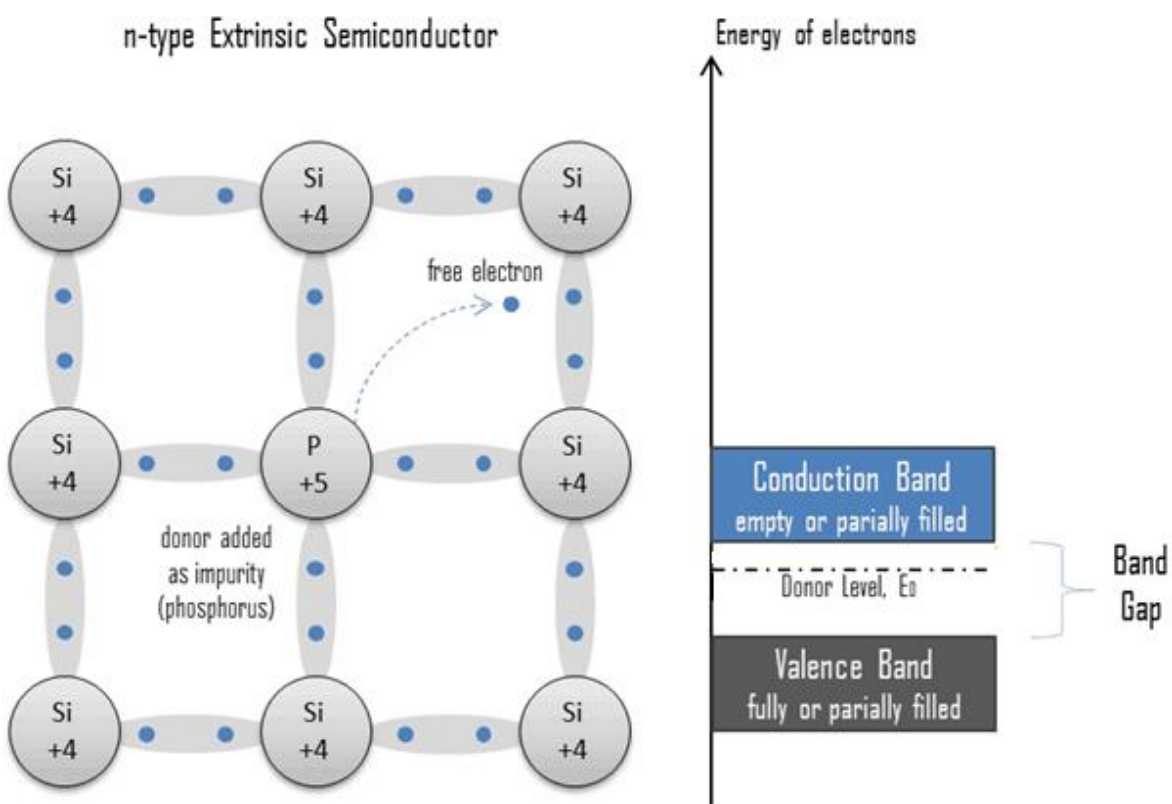 n-type Extrinsic Semiconductor
Energy of electrons
Si
+4
Si
+4
Si
+4
free electron
Si
+4
P
+5
Si
+4
donor added
as impurity
(phosphorus)
Si
+4
Si
+4
Si
+4
Conduction Band
empty or parially filled
Donor Level, ED
Band
Gap
Valence Band
fully or partially filled